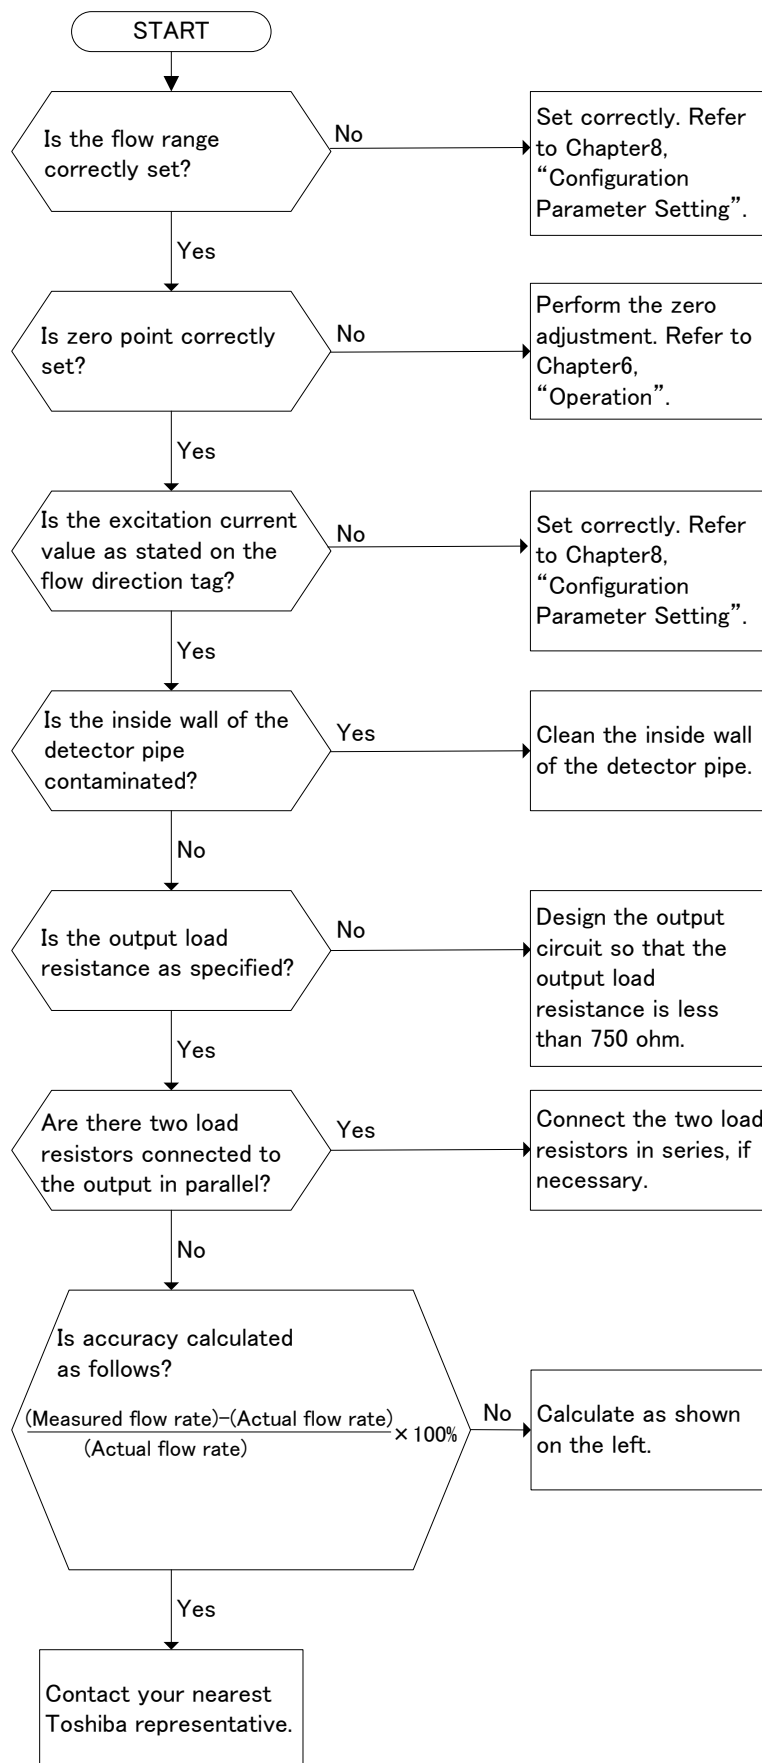 START
Is the flow range
correctly set?
No
Set correctly. Refer
to Chapter8,
“Configuration
Parameter Setting”.
Yes
Is zero point correctly
set?
No
Perform the zero
adjustment. Refer to
Chapter6,
“Operation”.
Yes
Is the excitation current
value as stated on the
flow direction tag?
No
Set correctly. Refer
to Chapter8,
“Configuration
Parameter Setting”.
Yes
Is the inside wall of the
detector pipe
contaminated?
Yes
Clean the inside wall
of the detector pipe.
No
Is the output load
resistance as specified?
No
Design the output
circuit so that the
output load
resistance is less
than 750 ohm.
Yes
Are there two load
resistors connected to
the output in parallel?
Yes
Connect the two load
resistors in series, if
necessary.
No
Is accuracy calculated
as follows?
(Measured flow rate)-(Actual flow rate)
(Actual flow rate)
× 100%
No
Calculate as shown
on the left.
Yes
Contact your nearest
Toshiba representative.